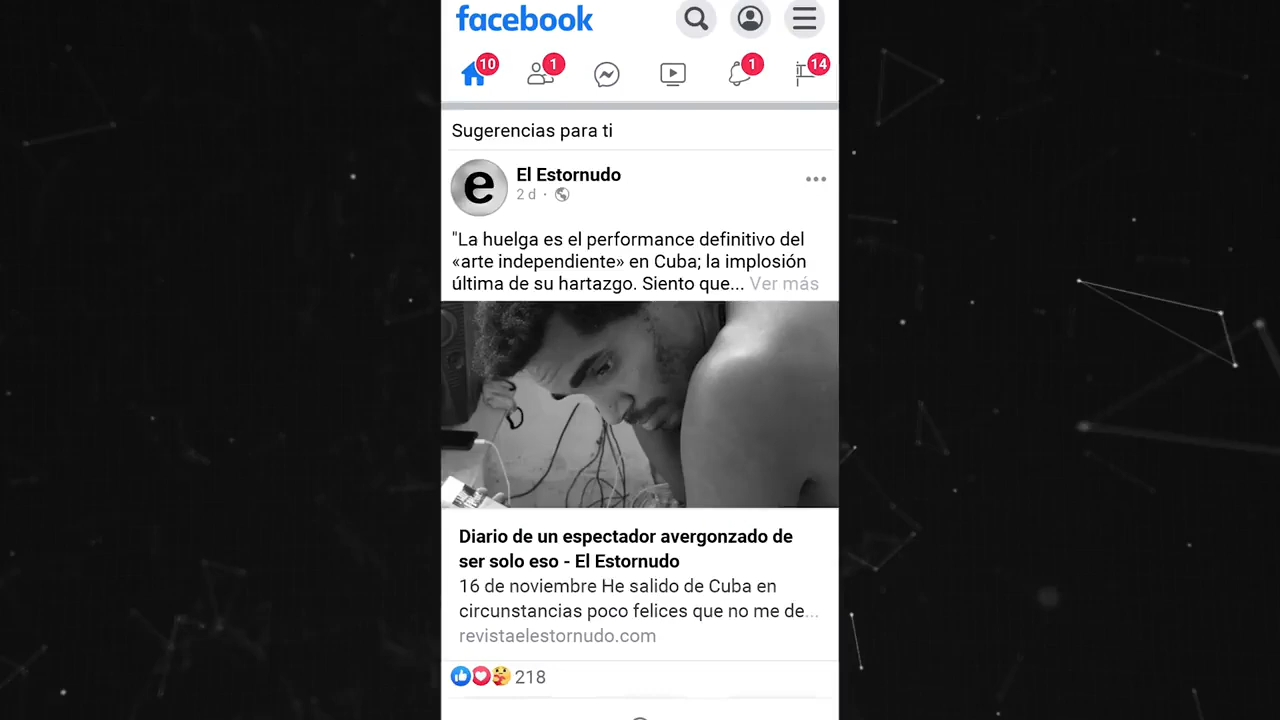 facebook
10
1
1
14
Sugerencias para ti
e
El Estornudo
2 d ·
"La huelga es el performance definitivo del
«arte independiente» en Cuba; la implosión
última de su hartazgo. Siento que... Ver más
Diario de un espectador avergonzado de
ser solo eso - El Estornudo
16 de noviembre He salido de Cuba en
circunstancias poco felices que no me de...
revistaelestornudo.com
218